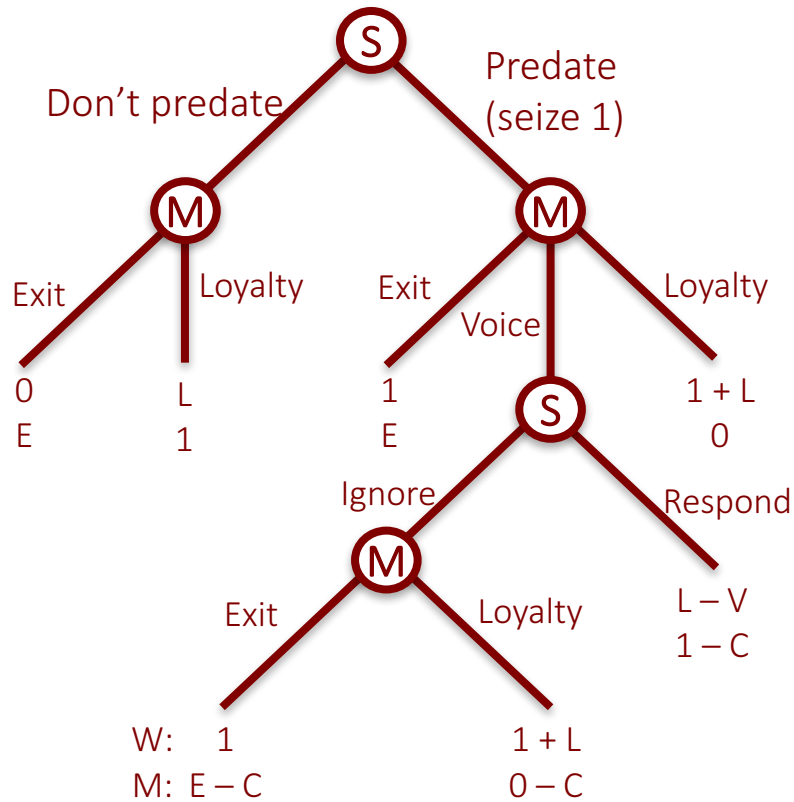 S
Don’t predate
Predate
(seize 1)
M
M
Exit
Loyalty
Exit
Voice
Loyalty
0
E
L
1
1
E
S
1 + L
0
Ignore
Respond
M
L – V
1 – C
Exit
Loyalty
W: 1
M: E – C
1 + L
0 – C